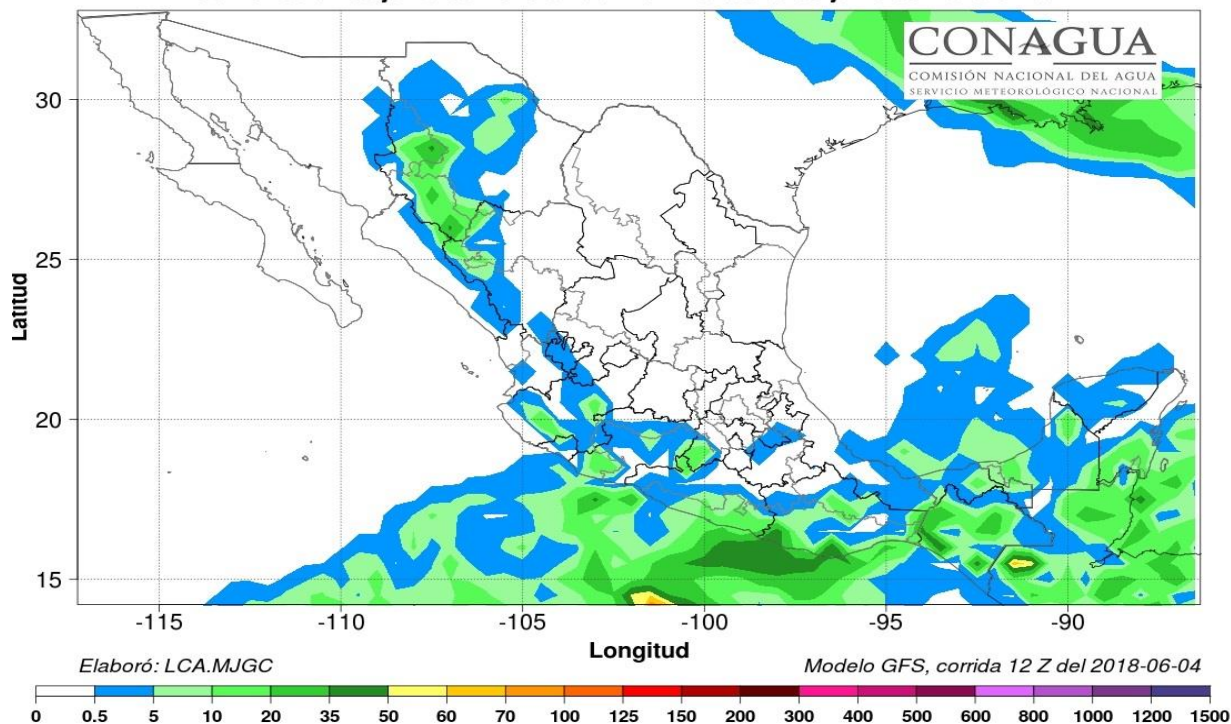 CONAGUA
COMISIÓN NACIONAL DEL AGUA
SERVICIO METEOROLÓGICO NACIONAL
30
25
20
15
Latitud
-115 -110 -105 -100 -95 -90
Longitud
Elaboró: LCA.MJGC
Modelo GFS, corrida 12 Z del 2018-06-04
0 0.5 5 10 20 35 50 60 70 100 125 150 200 300 400 500 600 800 1000 1200 1500